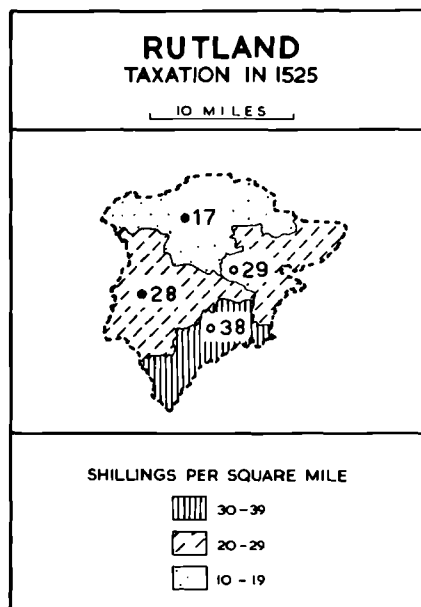 RUTLAND
TAXATION IN 1525
10 MILES
17
29
28
38
SHILLINGS PER SQUARE MILE
30-39
20-29
10-19